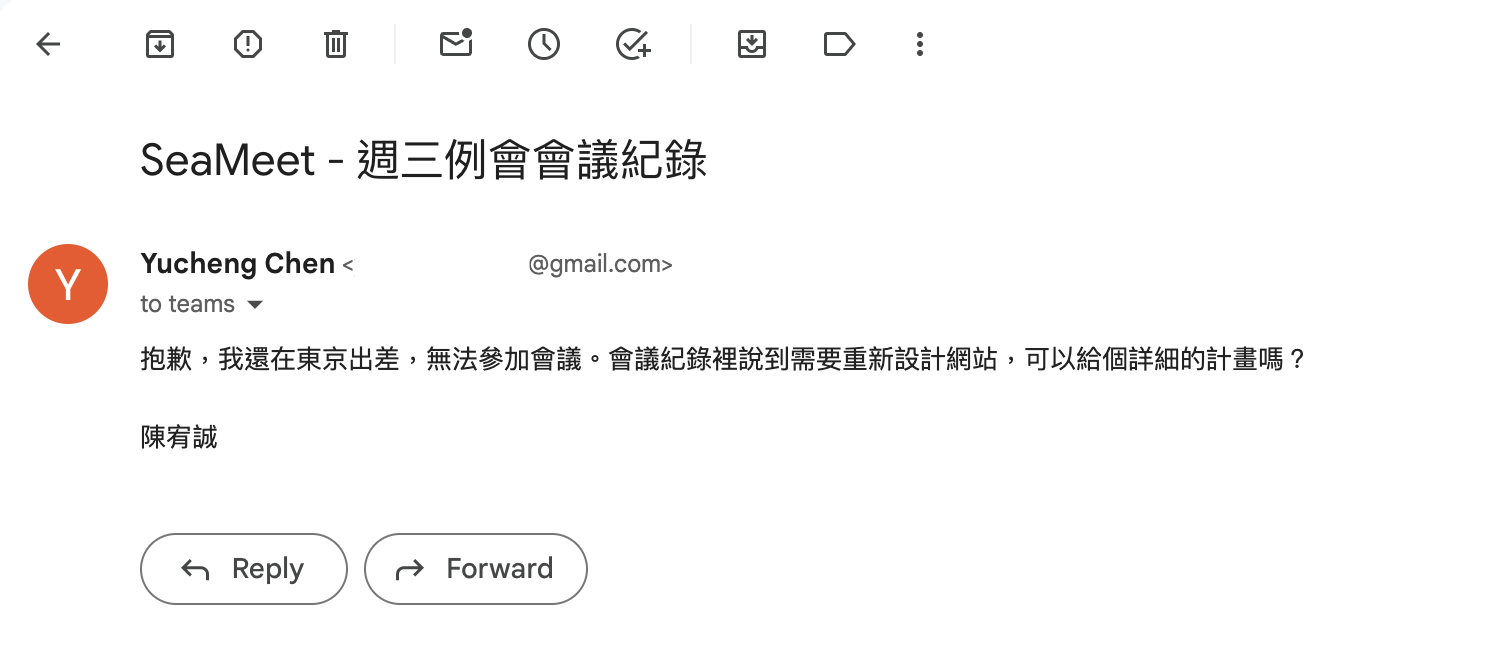 SeaMeet - 週三例會會議紀錄
Y
Yucheng Chen < @gmail.com>
to teams
抱歉，我還在東京出差，無法參加會議。會議紀錄裡說到需要重新設計網站，可以給個詳細的計畫嗎？
陳宥誠
Reply
Forward